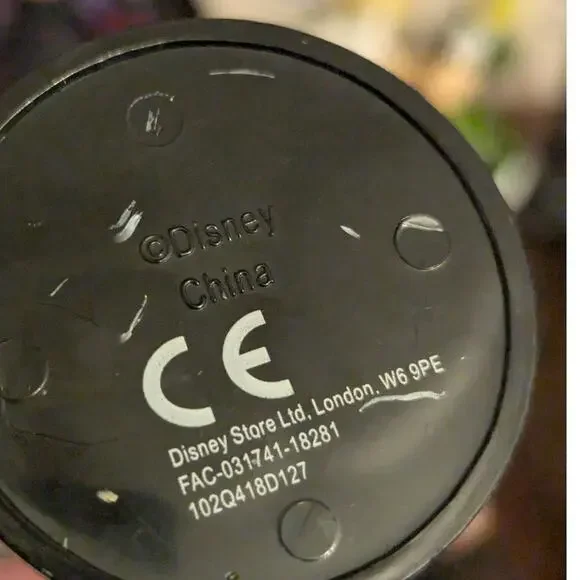 ©Disney
China
CE
Disney Store Ltd, London, W6 9PE
FAC-031741-18281
102Q418D127